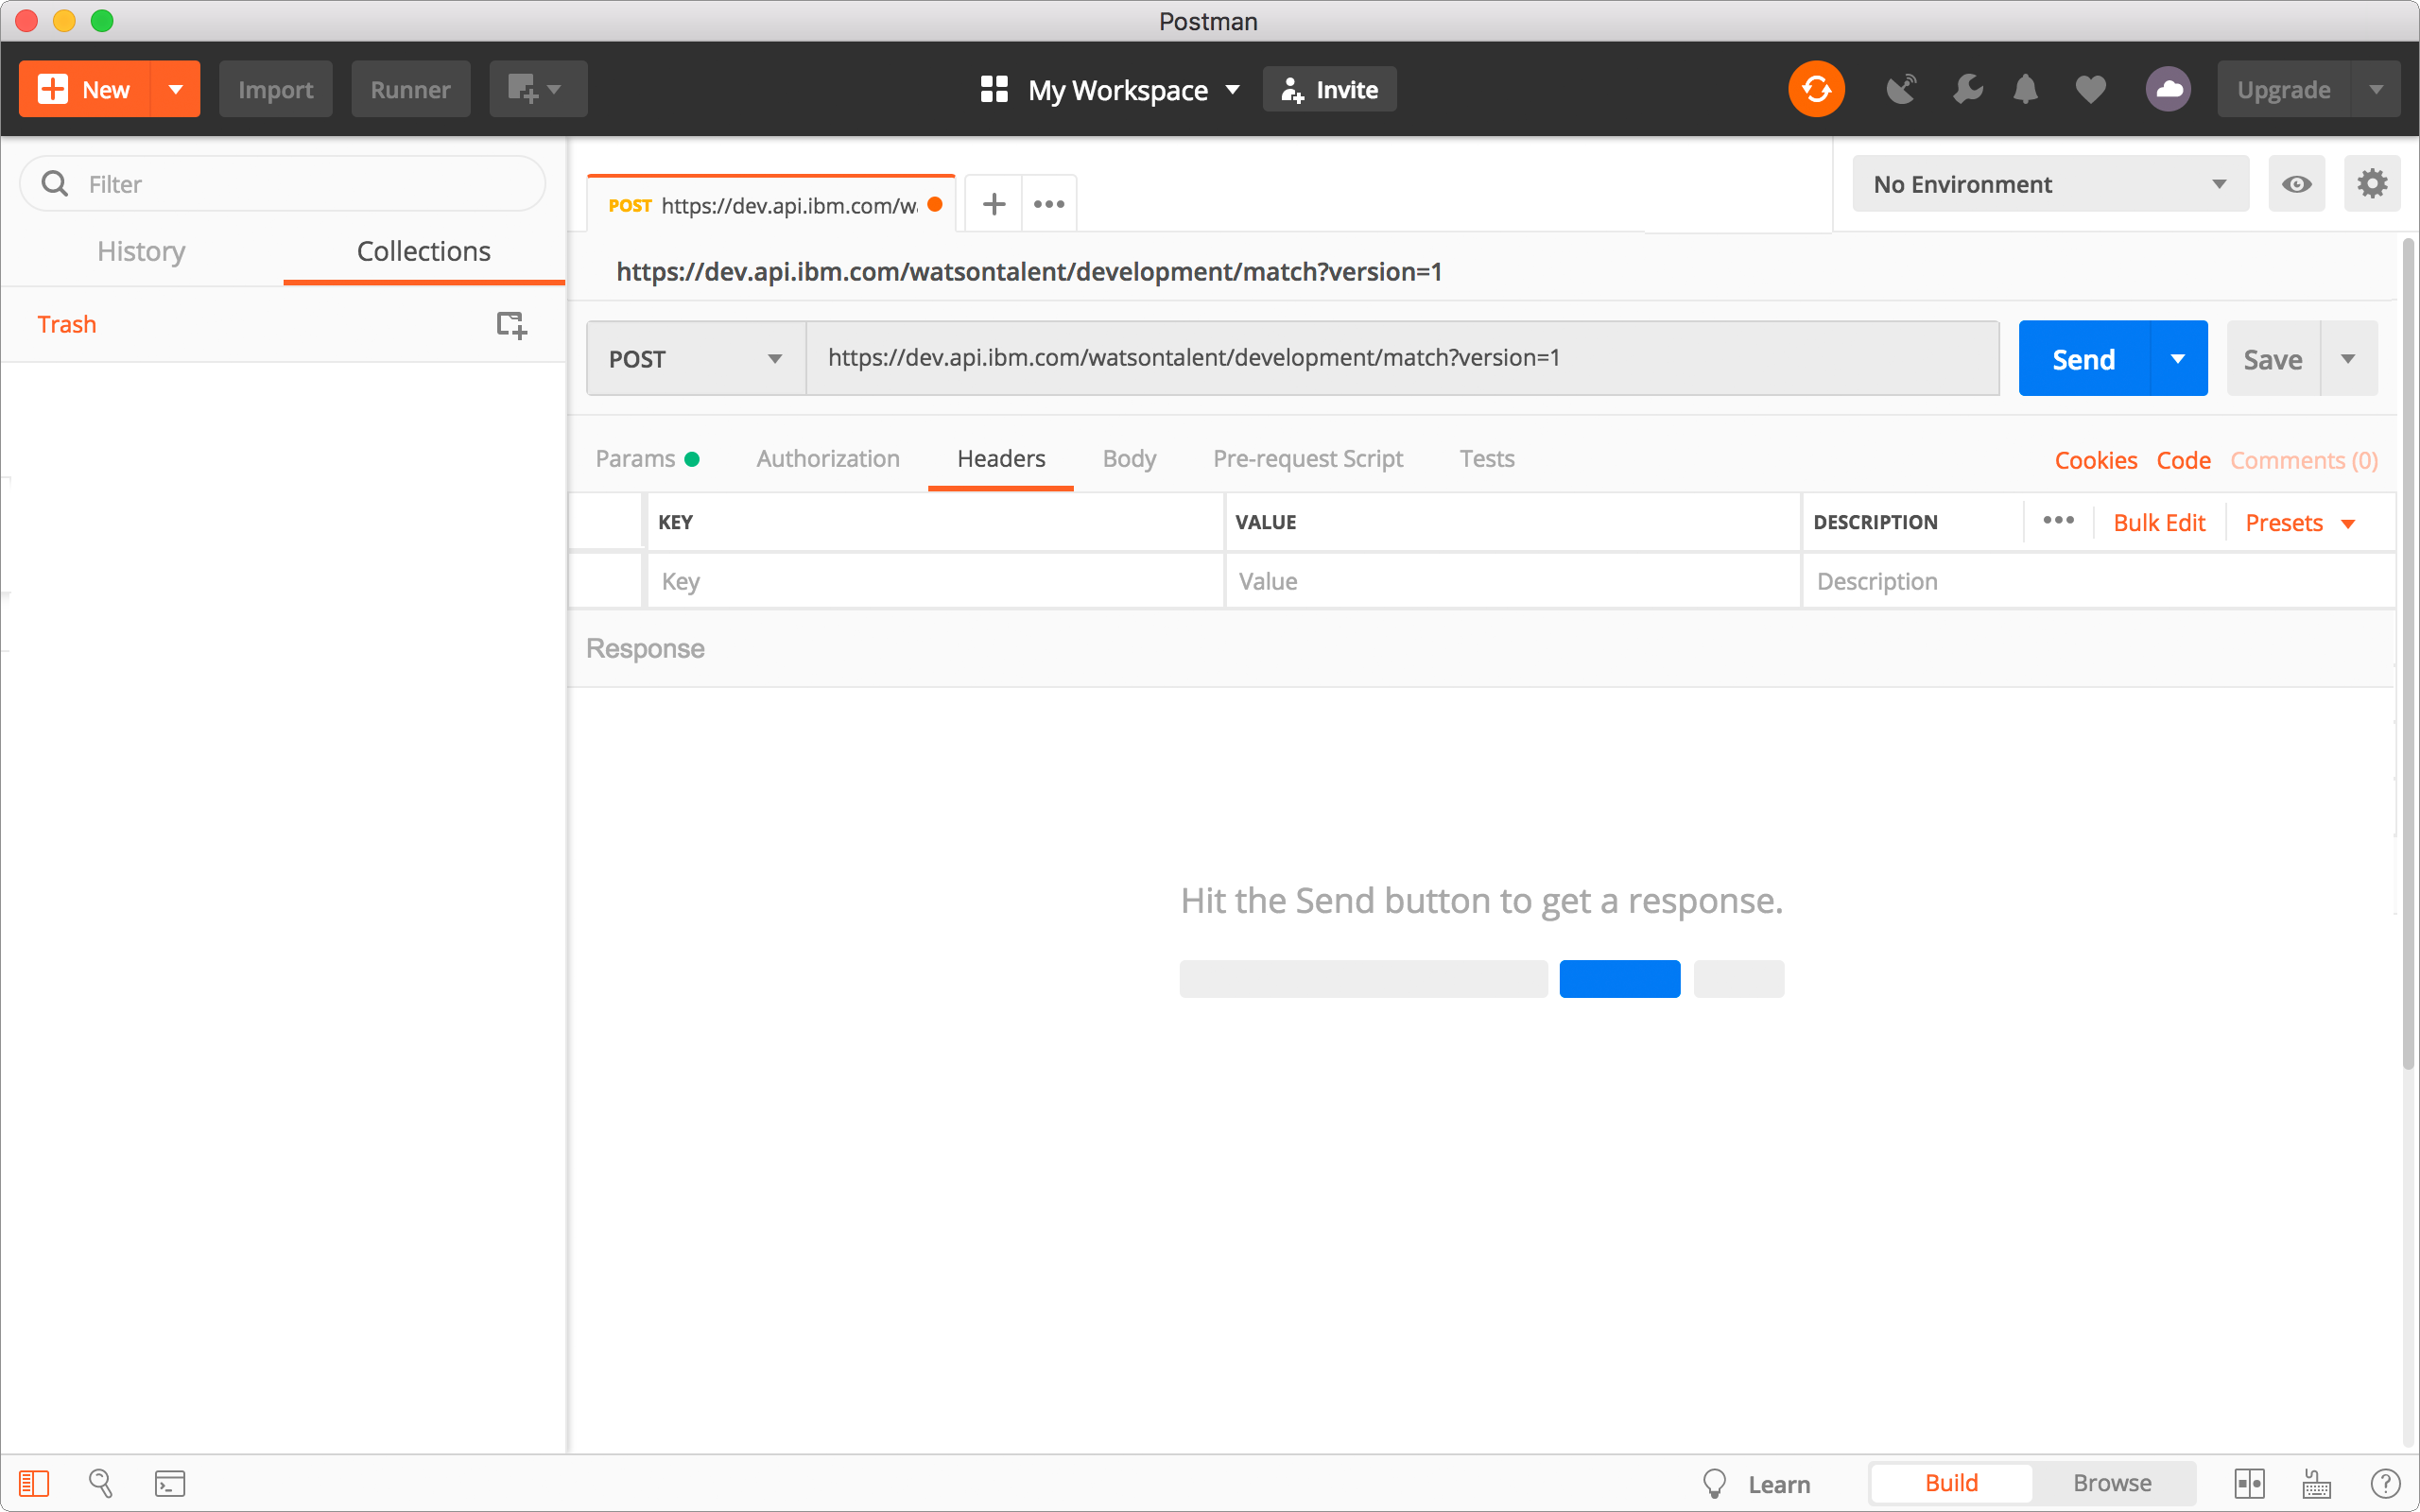 Postman
New Import Runner My Workspace Invite Upgrade
Filter
History Collections
Trash
POST https://dev.api.ibm.com/wa
No Environment
https://dev.api.ibm.com/watsontalent/development/match?version=1
POST https://dev.api.ibm.com/watsontalent/development/match?version=1 Send Save
Params Authorization Headers Body Pre-request Script Tests Cookies Code Comments (0)
KEY VALUE DESCRIPTION Bulk Edit Presets
Key Value Description
Response
Hit the Send button to get a response.
Learn Build Browse